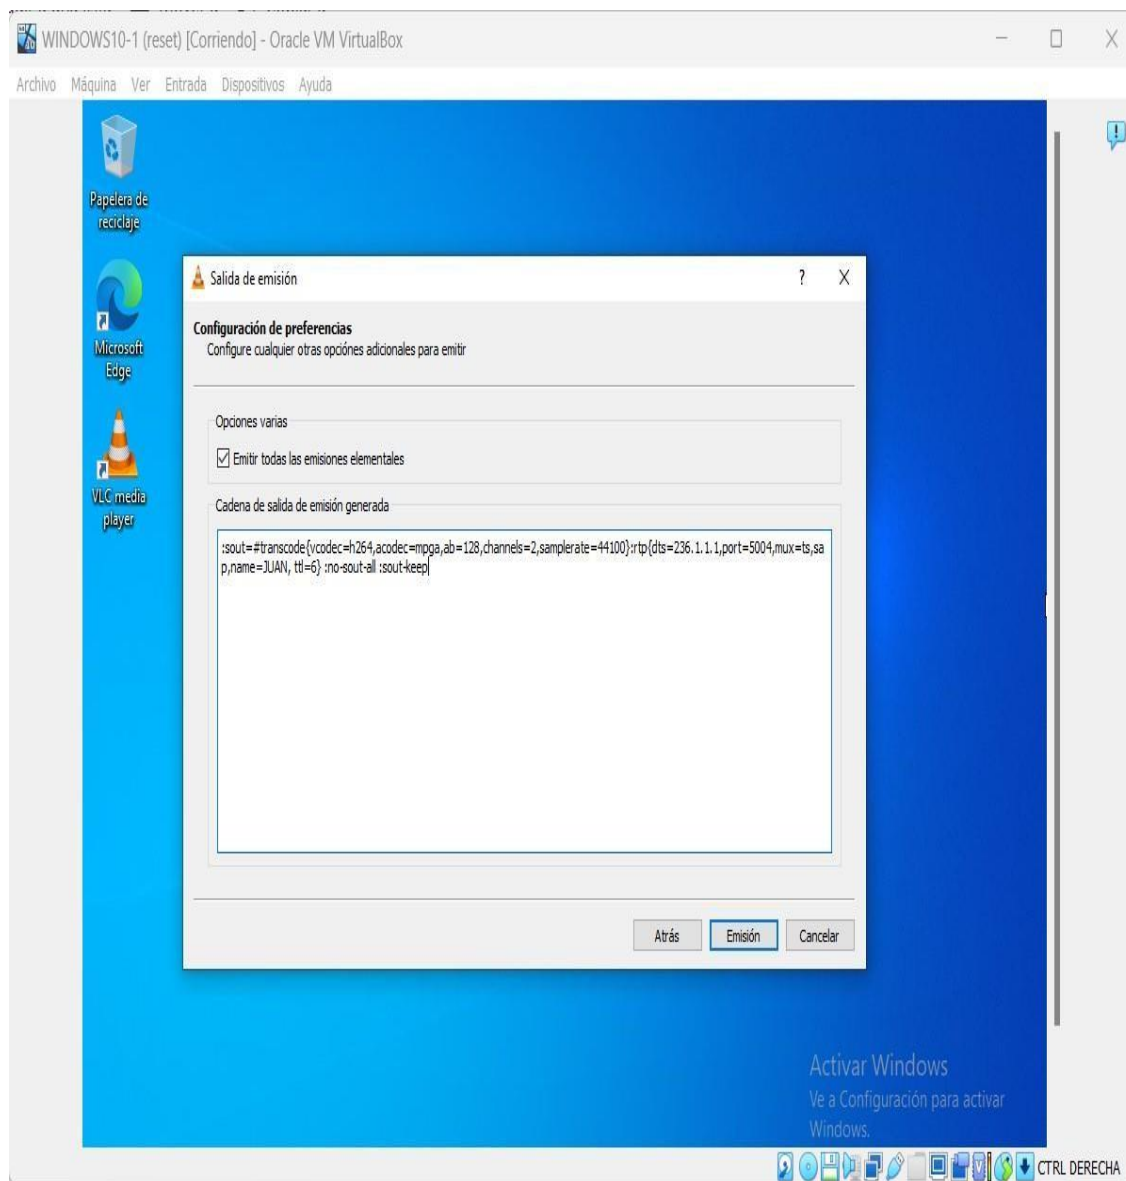 WINDOWS10-1 (reset) [Corriendo] - Oracle VM VirtualBox
Archivo Máquina Ver Entrada Dispositivos Ayuda
Papelera de
reciclaje
Microsoft
Edge
VLC media
player
Salida de emisión
Configuración de preferencias
Configure cualquier otras opciónes adicionales para emitir
Opciones varias
Emitir todas las emisiones elementales
Cadena de salida de emisión generada
:sout=#transcode{vcodec=h264,acodec=mpga,ab=128,channels=2,samplerate=44100}:rtp{dts=236.1.1.1,port=5004,mux=ts,sa
p,name=JUAN, ttl=6} :no-sout-all :sout-keep
Atrás Emisión Cancelar
Activar Windows
Ve a Configuración para activar
Windows.
CTRL DERECHA